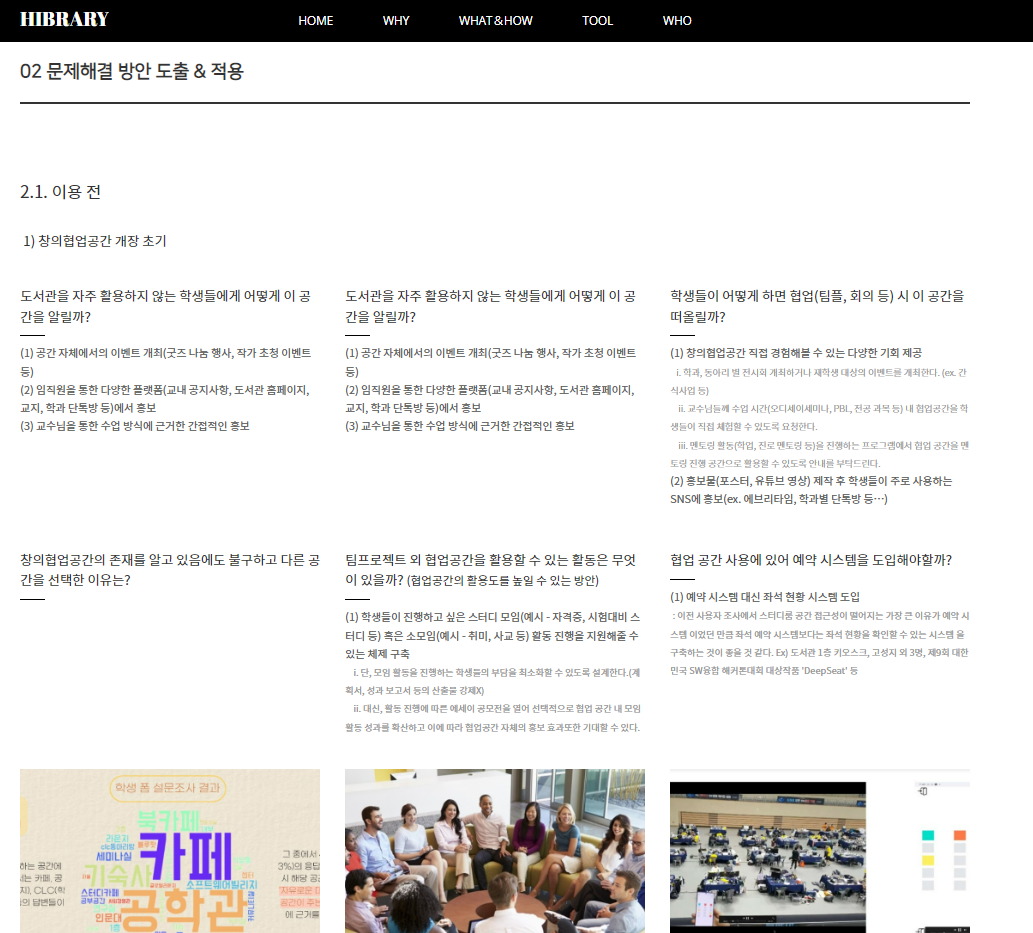 HIBRARY HOME WHY WHAT&HOW TOOL WHO
02 문제해결 방안 도출 & 적용
2.1. 이용 전
1) 창의협업공간 개장 초기
도서관을 자주 활용하지 않는 학생들에게 어떻게 이 공
간을 알릴까?
(1) 공간 자체에서의 이벤트 개최(굿즈 나눔 행사, 작가 초청 이벤트
등)
(2) 임직원을 통한 다양한 플랫폼(교내 공지사항, 도서관 홈페이지,
교지, 학과 단톡방 등)에서 홍보
(3) 교수님을 통한 수업 방식에 근거한 간접적인 홍보
도서관을 자주 활용하지 않는 학생들에게 어떻게 이 공
간을 알릴까?
(1) 공간 자체에서의 이벤트 개최(굿즈 나눔 행사, 작가 초청 이벤트
등)
(2) 임직원을 통한 다양한 플랫폼(교내 공지사항, 도서관 홈페이지,
교지, 학과 단톡방 등)에서 홍보
(3) 교수님을 통한 수업 방식에 근거한 간접적인 홍보
학생들이 어떻게 하면 협업(팀플, 회의 등) 시 이 공간을
떠올릴까?
(1) 창의협업공간 직접 경험해볼 수 있는 다양한 기회 제공
i. 학과, 동아리 별 전시회 개최하거나 재학생 대상의 이벤트를 개최한다. (ex. 간
식사업 등)
ii. 교수님들께 수업 시간(오디세이세미나, PBL, 전공 과목 등) 내 협업공간을 학
생들이 직접 체험할 수 있도록 요청한다.
iii. 멘토링 활동(학업, 진로 멘토링 등)을 진행하는 프로그램에서 협업 공간을 멘
토링 진행 공간으로 활용할 수 있도록 안내를 부탁드린다.
(2) 홍보물(포스터, 유튜브 영상) 제작 후 학생들이 주로 사용하는
SNS에 홍보(ex. 에브리타임, 학과별 단톡방 등…)
창의협업공간의 존재를 알고 있음에도 불구하고 다른 공
간을 선택한 이유는?
팀프로젝트 외 협업공간을 활용할 수 있는 활동은 무엇
이 있을까? (협업공간의 활용도를 높일 수 있는 방안)
(1) 학생들이 진행하고 싶은 스터디 모임(예시 - 자격증, 시험대비 스
터디 등) 혹은 소모임(예시 - 취미, 사교 등) 활동 진행을 지원해줄 수
있는 체제 구축
i. 단, 모임 활동을 진행하는 학생들의 부담을 최소화할 수 있도록 설계한다.(계
획서, 성과 보고서 등의 산출물 강제X)
ii. 대신, 활동 진행에 따른 에세이 공모전을 열어 선택적으로 협업 공간 내 모임
활동 성과를 확산하고 이에 따라 협업공간 자체의 홍보 효과또한 기대할 수 있다.
협업 공간 사용에 있어 예약 시스템을 도입해야할까?
(1) 예약 시스템 대신 좌석 현황 시스템 도입
: 이전 사용자 조사에서 스터디룸 공간 접근성이 떨어지는 가장 큰 이유가 예약 시
스템 이었던 만큼 좌석 예약 시스템보다는 좌석 현황을 확인할 수 있는 시스템 을
구축하는 것이 좋을 것 같다. Ex) 도서관 1층 키오스크, 고성지 외 3명, 제9회 대한
민국 SW융합 해커톤대회 대상작품 'DeepSeat' 등
학생 폼 설문조사 결과
북카페
라운지
clc동아리방
세미나실
카페
기숙사
소프트웨어빌리지
스터디카페
공부공간
공학관
인문대
하는 공간에
는 카페, 공
지), CLC(학
의 답변들이
그 중에서
3%)의 응답
시 해당 공간
에 근거를